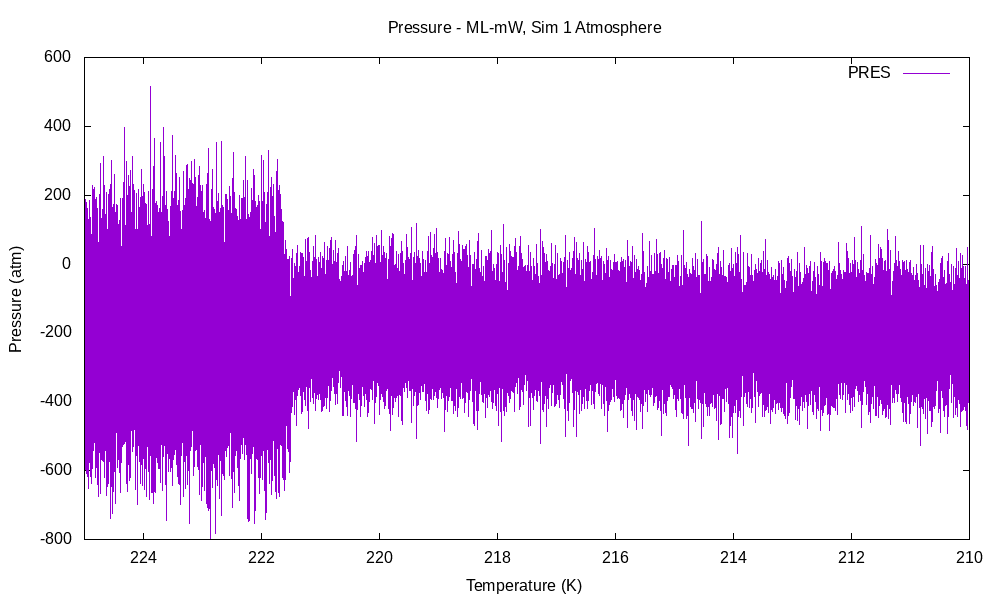 Pressure - ML-mW, Sim 1 Atmosphere
PRES
600
400
200
0
-200
-400
-600
-800
Pressure (atm)
224 222 220 218 216 214 212 210
Temperature (K)